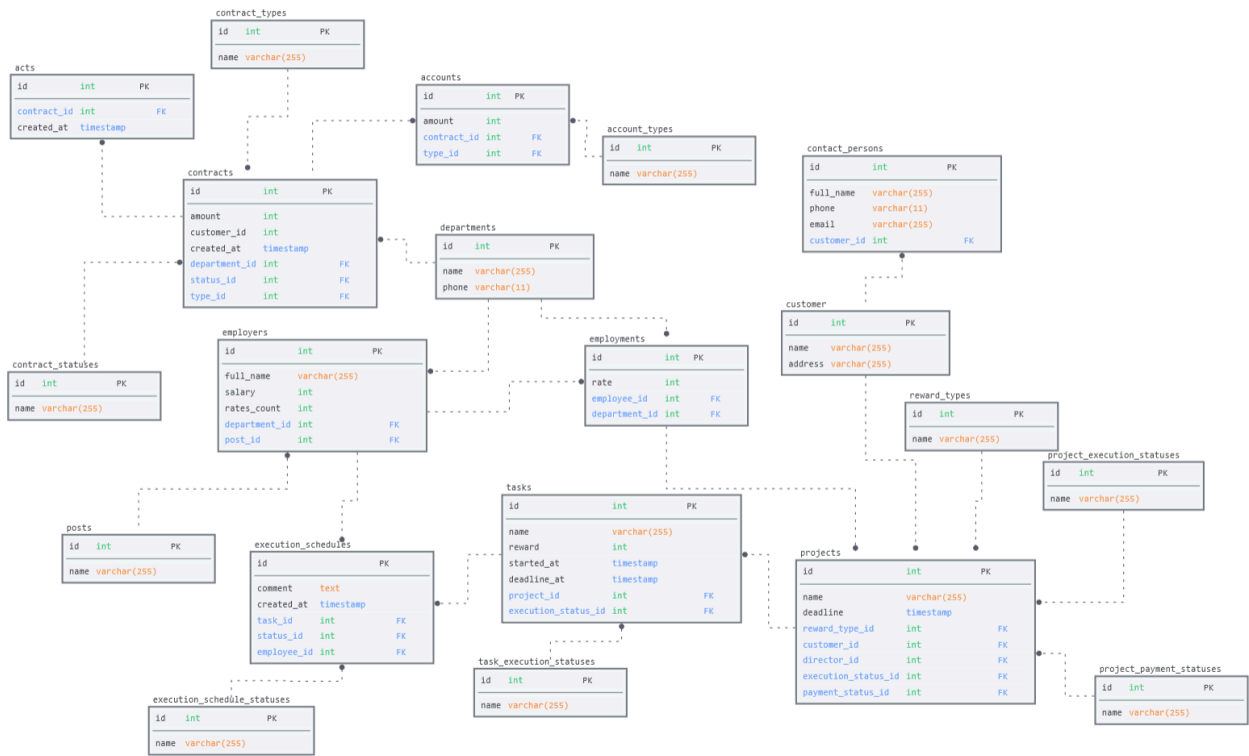 contract_types
id int PK
name varchar(255)
acts
id int PK
contract_id int FK
created_at timestamp
accounts
id int PK
amount int
contract_id int FK
type_id int FK
account_types
id int PK
name varchar(255)
contact_persons
id int PK
full_name varchar(255)
phone varchar(11)
email varchar(255)
customer_id int FK
contracts
id int PK
amount int
customer_id int
created_at timestamp
department_id int FK
status_id int FK
type_id int FK
departments
id int PK
name varchar(255)
phone varchar(11)
customer
id int PK
name varchar(255)
address varchar(255)
employers
id int PK
full_name varchar(255)
salary int
rates_count int
department_id int FK
post_id int FK
employments
id int PK
rate int
employee_id int FK
department_id int FK
contract_statuses
id int PK
name varchar(255)
reward_types
id int PK
name varchar(255)
project_execution_statuses
id int PK
name varchar(255)
tasks
id int PK
name varchar(255)
reward int
started_at timestamp
deadline_at timestamp
project_id int FK
execution_status_id int FK
posts
id int PK
name varchar(255)
execution_schedules
id PK
comment text
created_at timestamp
task_id int FK
status_id int FK
employee_id int FK
projects
id int PK
name varchar(255)
deadline timestamp
reward_type_id int FK
customer_id int FK
director_id int FK
execution_status_id int FK
payment_status_id int FK
task_execution_statuses
id int PK
name varchar(255)
project_payment_statuses
id int PK
name varchar(255)
execution_schedule_statuses
id int PK
name varchar(255)